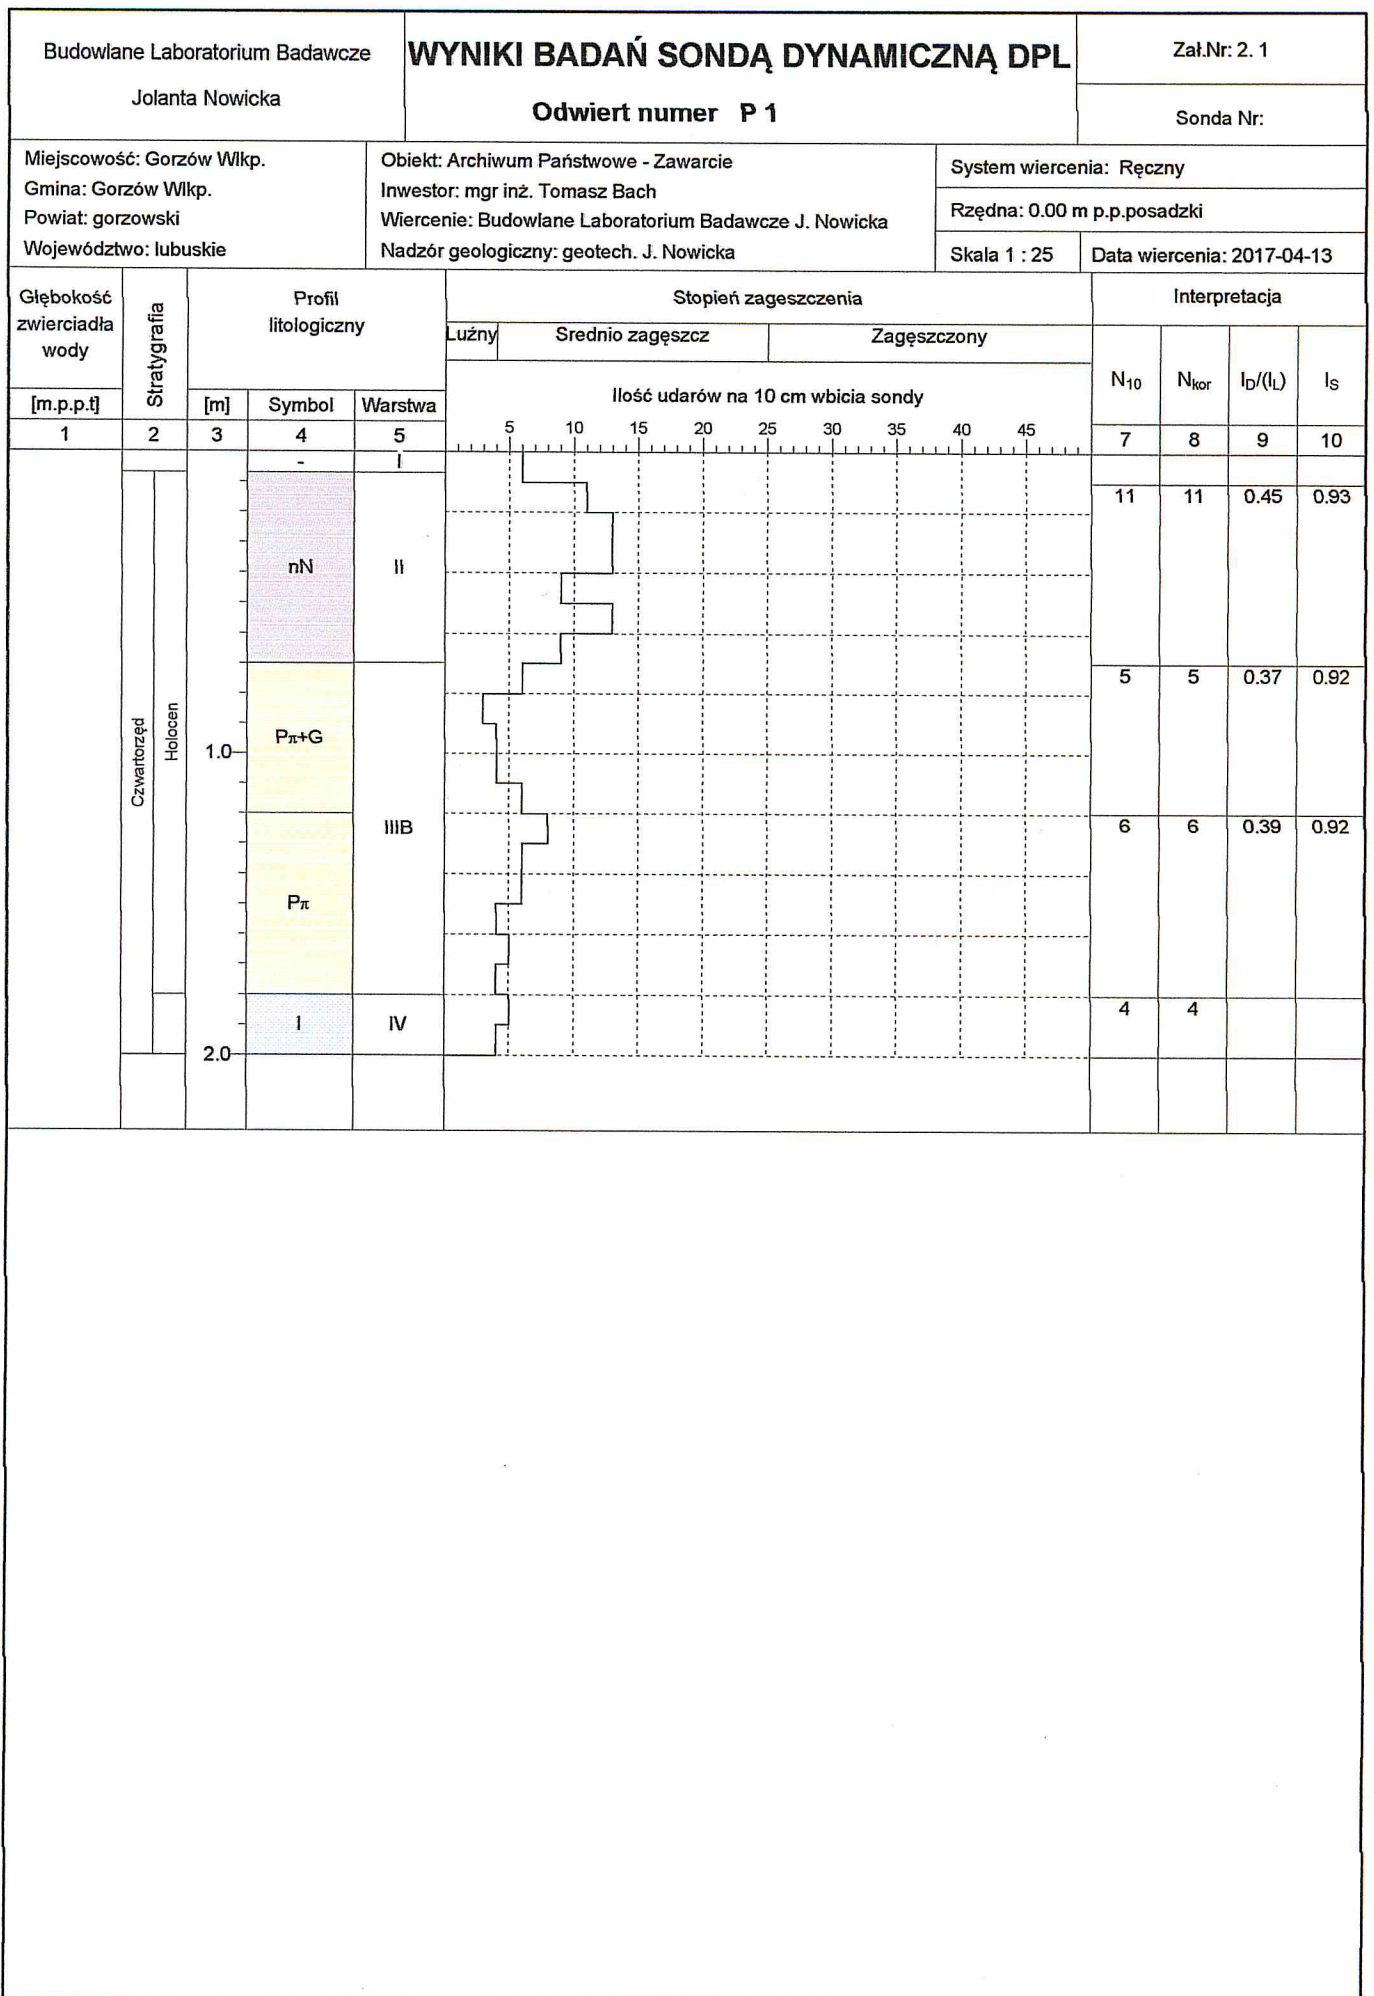 Budowlane Laboratorium Badawcze
Jolanta Nowicka
WYNIKI BADAŃ SONDĄ DYNAMICZNĄ DPL
Odwiert numer P 1
Zał.Nr: 2. 1
Sonda Nr:
Miejscowość: Gorzów Wlkp.
Gmina: Gorzów Wlkp.
Powiat: gorzowski
Województwo: lubuskie
Obiekt: Archiwum Państwowe - Zawarcie
Inwestor: mgr inż. Tomasz Bach
Wiercenie: Budowlane Laboratorium Badawcze J. Nowicka
Nadzór geologiczny: geotech. J. Nowicka
System wiercenia: Ręczny
Rzędna: 0.00 m p.p.posadzki
Skala 1 : 25
Data wiercenia: 2017-04-13
Głębokość
zwierciadła
wody
[m.p.p.t]
Stratygrafia
Profil
litologiczny
[m] Symbol Warstwa
Stopień zageszczenia
Luźny Srednio zagęszcz Zagęszczony
Ilość udarów na 10 cm wbicia sondy
Interpretacja
N10 Nkor ID/(IL) IS
1 2 3 4 5
5 10 15 20 25 30 35 40 45
7 8 9 10
- I
11 11 0.45 0.93
nN II
5 5 0.37 0.92
Czwartorzęd
Holocen
1.0
Pπ+G
IIIB
6 6 0.39 0.92
Pπ
4 4
I IV
2.0